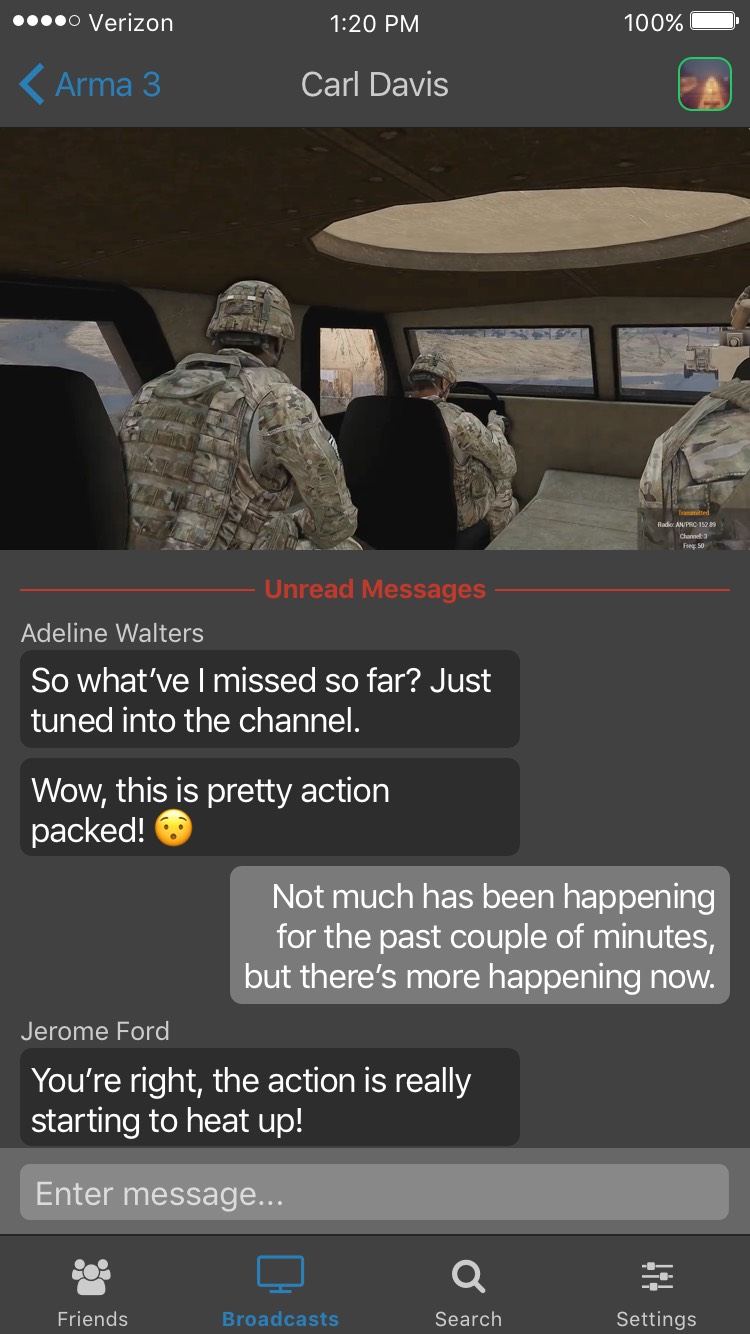 Verizon 1:20 PM 100%
Arma 3 Carl Davis
Transmitted
Radio: AN/PRC-152 89
Channel: 3
Freq: 50
Unread Messages
Adeline Walters
So what’ve I missed so far? Just
tuned into the channel.
Wow, this is pretty action
packed! 😯
Not much has been happening
for the past couple of minutes,
but there’s more happening now.
Jerome Ford
You’re right, the action is really
starting to heat up!
Enter message...
Friends Broadcasts Search Settings